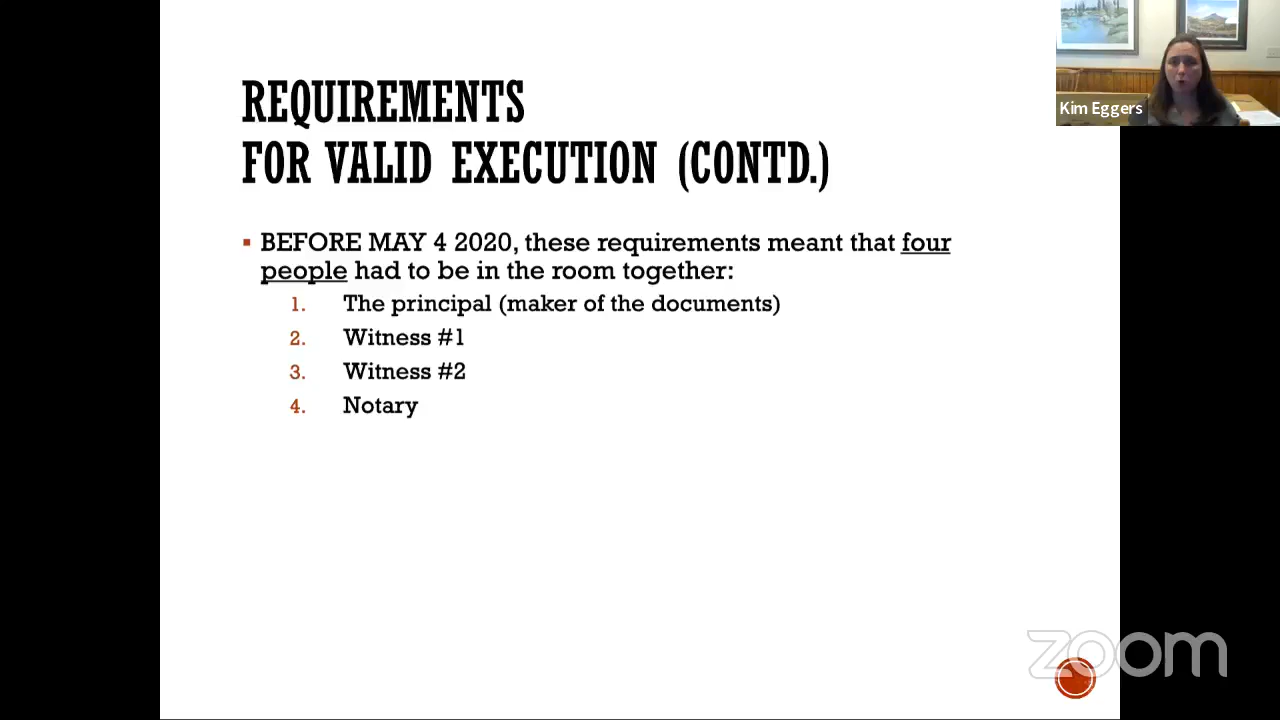 REQUIREMENTS
FOR VALID EXECUTION (CONTD.)
▪ BEFORE MAY 4 2020, these requirements meant that four
people had to be in the room together:
1. The principal (maker of the documents)
2. Witness #1
3. Witness #2
4. Notary
Kim Eggers
zoom